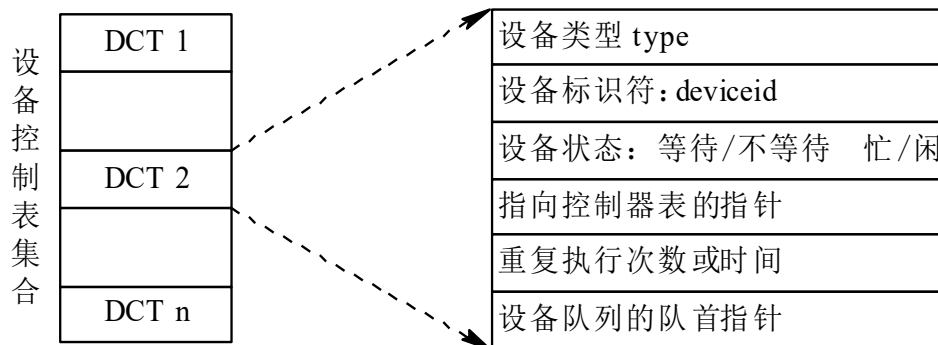 设备控制表集合
DCT 1
DCT 2
DCT n
设备类型 type
设备标识符：deviceid
设备状态：等待/不等待 忙/闲
指向控制器表的指针
重复执行次数或时间
设备队列的队首指针